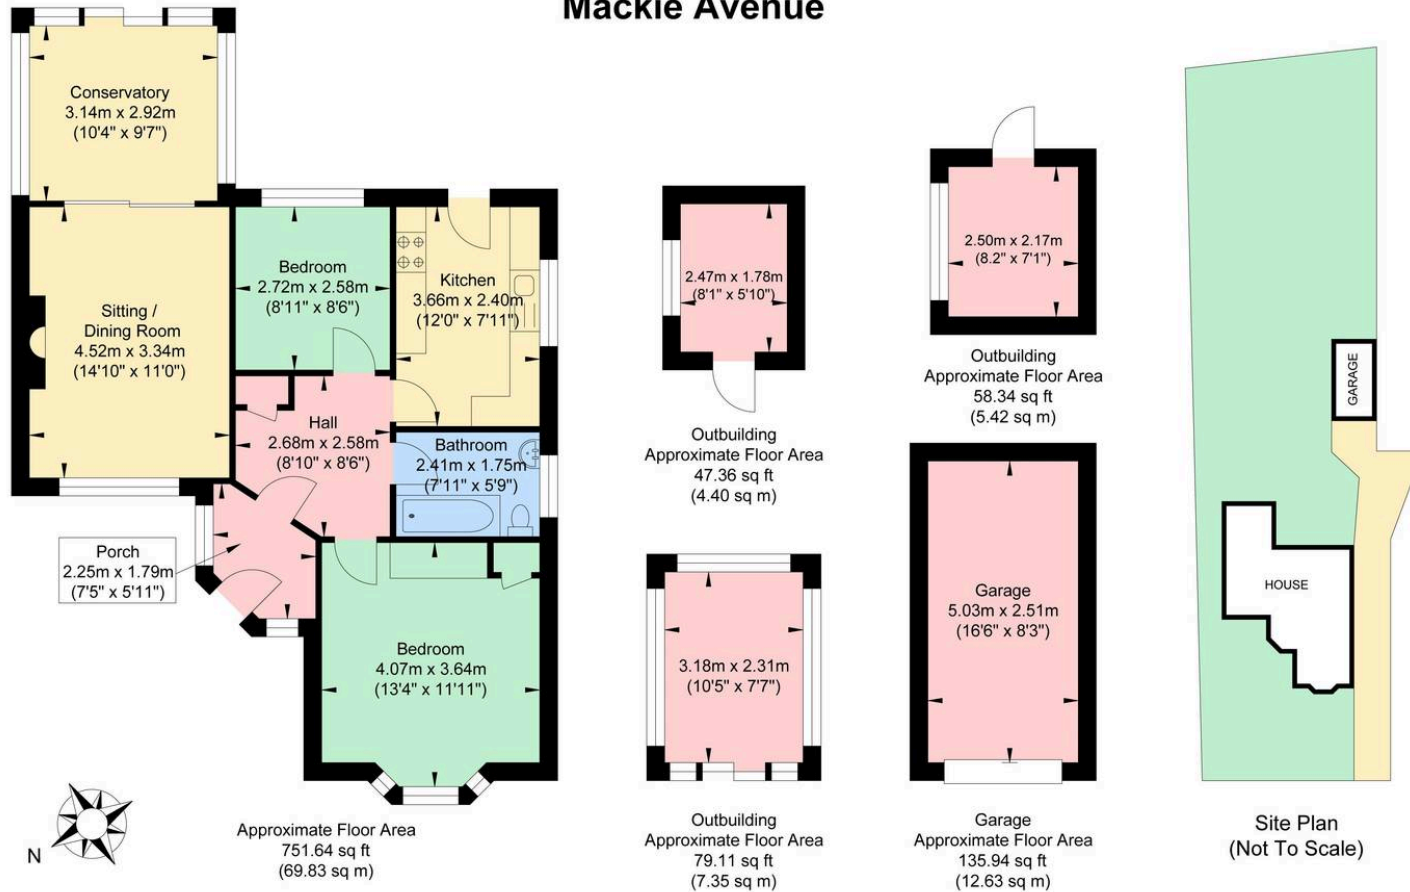 Mackie Avenue
Conservatory
3.14m x 2.92m
(10'4" x 9'7")
Sitting /
Dining Room
4.52m x 3.34m
(14'10" x 11'0")
Bedroom
2.72m x 2.58m
(8'11" x 8'6")
Kitchen
3.66m x 2.40m
(12'0" x 7'11")
Hall
2.68m x 2.58m
(8'10" x 8'6")
Bathroom
2.41m x 1.75m
(7'11" x 5'9")
Porch
2.25m x 1.79m
(7'5" x 5'11")
Bedroom
4.07m x 3.64m
(13'4" x 11'11")
N
Approximate Floor Area
751.64 sq ft
(69.83 sq m)
2.47m x 1.78m
(8'1" x 5'10")
Outbuilding
Approximate Floor Area
47.36 sq ft
(4.40 sq m)
2.50m x 2.17m
(8.2" x 7'1")
Outbuilding
Approximate Floor Area
58.34 sq ft
(5.42 sq m)
3.18m x 2.31m
(10'5" x 7'7")
Outbuilding
Approximate Floor Area
79.11 sq ft
(7.35 sq m)
Garage
5.03m x 2.51m
(16'6" x 8'3")
Garage
Approximate Floor Area
135.94 sq ft
(12.63 sq m)
GARAGE
HOUSE
Site Plan
(Not To Scale)